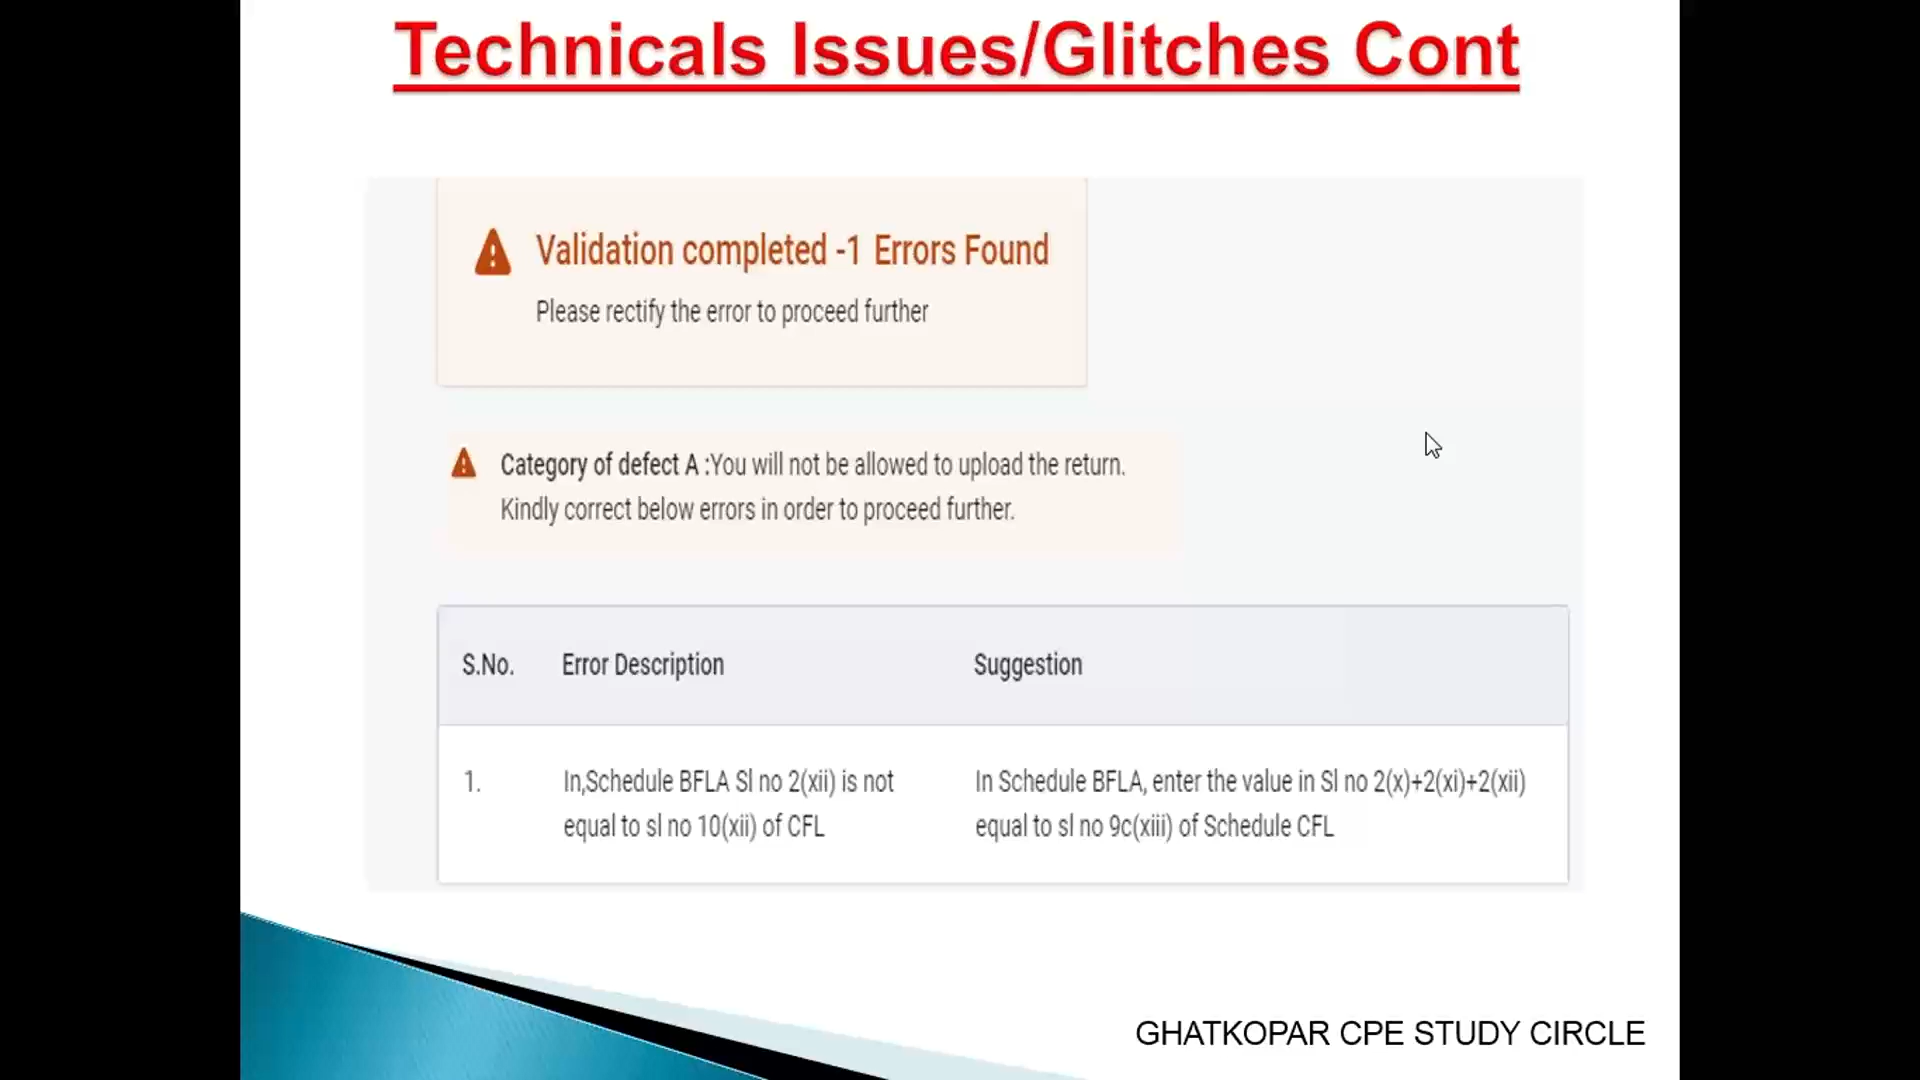 Technicals Issues/Glitches Cont
Validation completed -1 Errors Found
Please rectify the error to proceed further
Category of defect A :You will not be allowed to upload the return.
Kindly correct below errors in order to proceed further.
S.No. Error Description Suggestion
1. In,Schedule BFLA Sl no 2(xii) is not In Schedule BFLA, enter the value in Sl no 2(x)+2(xi)+2(xii)
equal to sl no 10(xii) of CFL equal to sl no 9c(xiii) of Schedule CFL
GHATKOPAR CPE STUDY CIRCLE